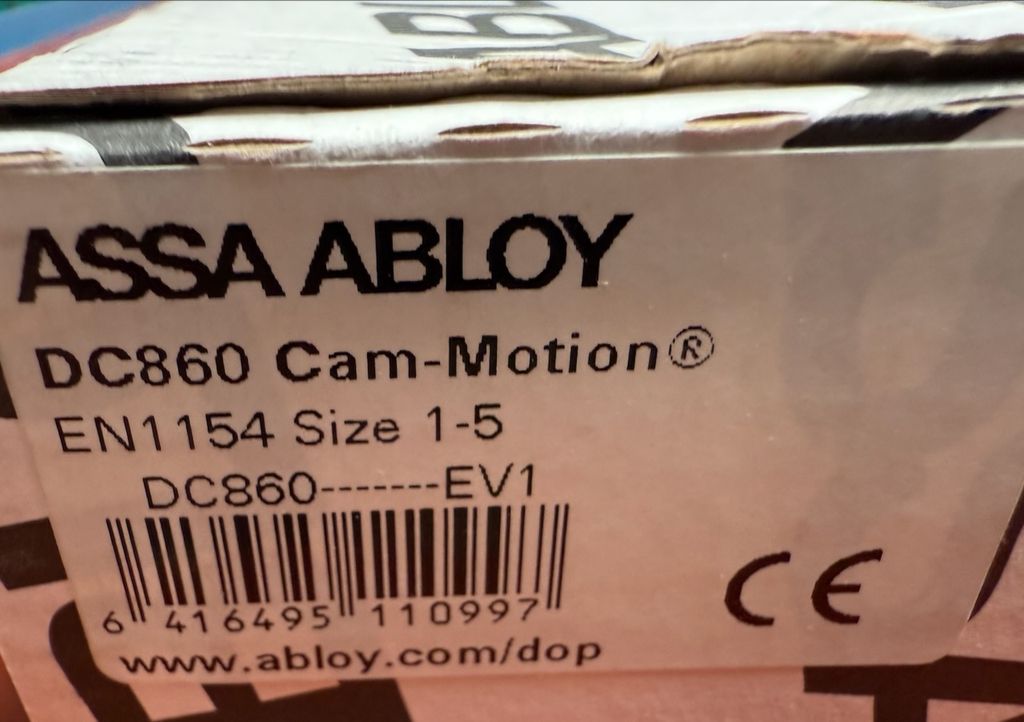 ASSA ABLOY
DC860 Cam-Motion®
EN1154 Size 1-5
DC860-------EV1
6 416495 110997
CE
www.abloy.com/dop